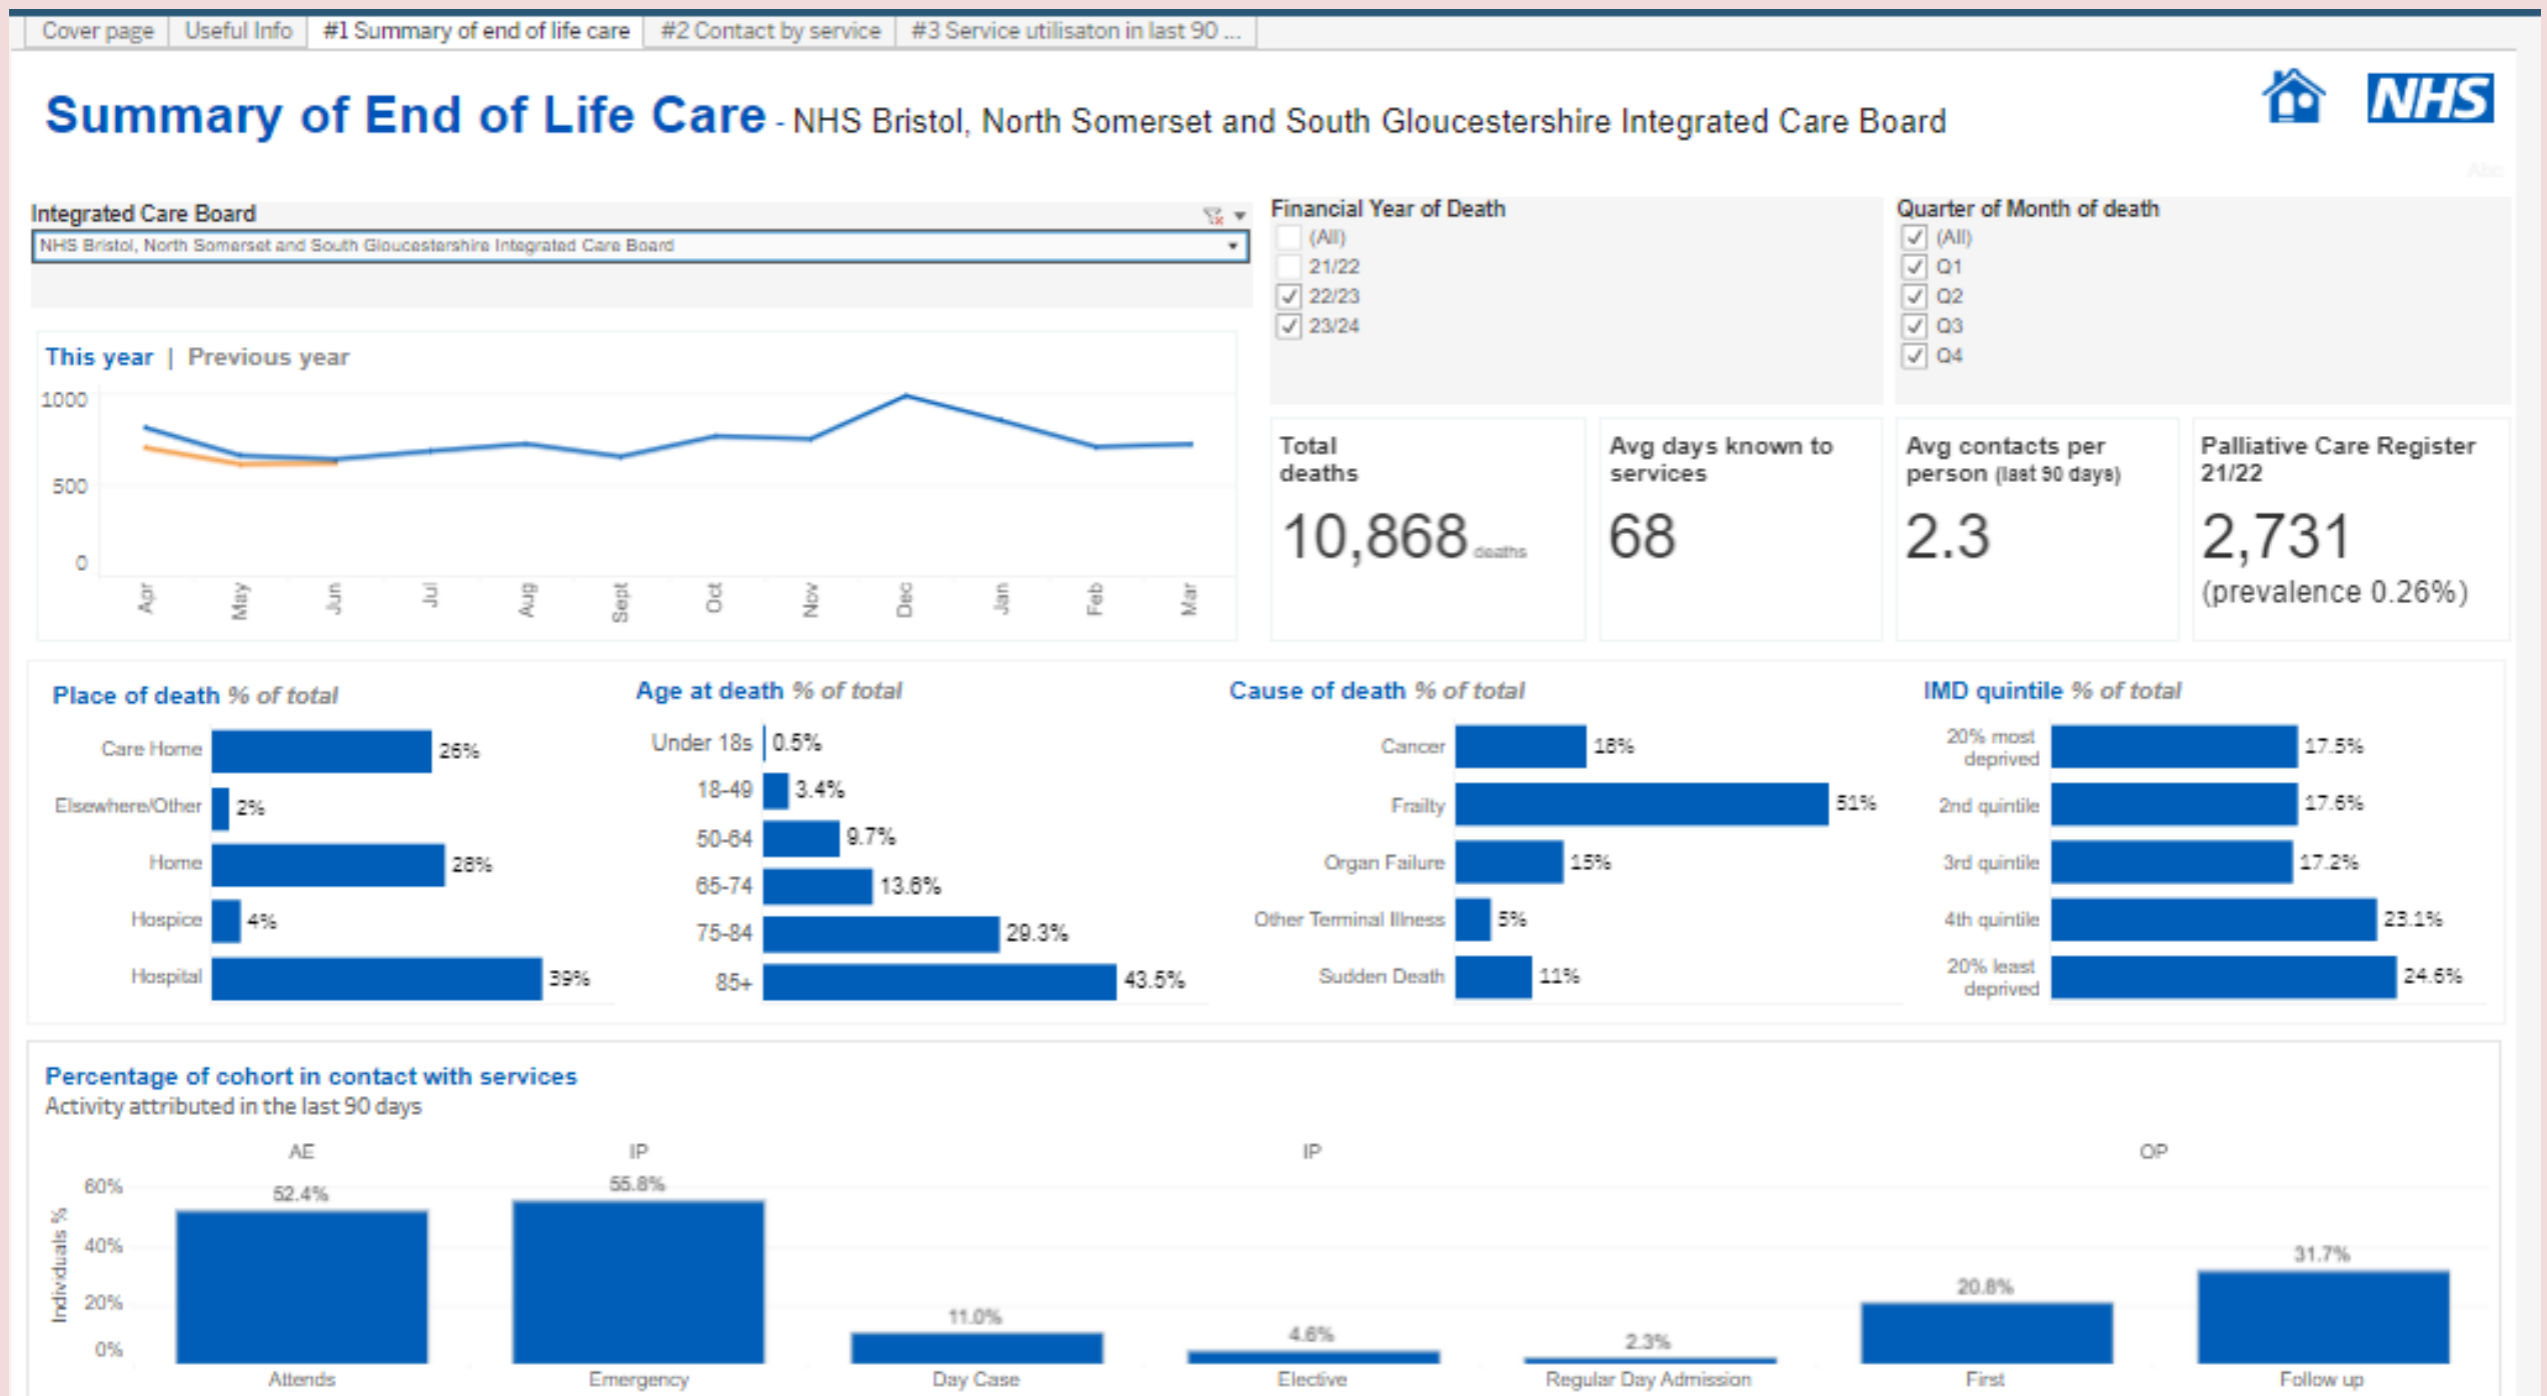 Cover page
Useful Info
#1 Summary of end of life care
#2 Contact by service
#3 Service utilisaton in last 90 ...
Summary of End of Life Care - NHS Bristol, North Somerset and South Gloucestershire Integrated Care Board
NHS
Abc
Integrated Care Board
NHS Bristol, North Somerset and South Gloucestershire Integrated Care Board
Financial Year of Death
(All)
21/22
22/23
23/24
Quarter of Month of death
(All)
Q1
Q2
Q3
Q4
This year | Previous year
1000
500
0
Apr
May
Jun
Jul
Aug
Sept
Oct
Nov
Dec
Jan
Feb
Mar
Total
deaths
10,868 deaths
Avg days known to
services
68
Avg contacts per
person (last 90 days)
2.3
Palliative Care Register
21/22
2,731
(prevalence 0.26%)
Place of death % of total
Care Home 26%
Elsewhere/Other 2%
Home 28%
Hospice 4%
Hospital 39%
Age at death % of total
Under 18s 0.5%
18-49 3.4%
50-64 9.7%
65-74 13.6%
75-84 29.3%
85+ 43.5%
Cause of death % of total
Cancer 18%
Frailty 51%
Organ Failure 15%
Other Terminal Illness 5%
Sudden Death 11%
IMD quintile % of total
20% most
deprived 17.5%
2nd quintile 17.6%
3rd quintile 17.2%
4th quintile 23.1%
20% least
deprived 24.6%
Percentage of cohort in contact with services
Activity attributed in the last 90 days
AE
IP
IP
OP
Individuals %
60%
40%
20%
0%
52.4%
55.8%
11.0%
4.6%
2.3%
20.8%
31.7%
Attends
Emergency
Day Case
Elective
Regular Day Admission
First
Follow up